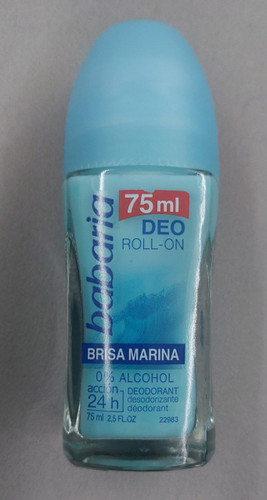 babaria
75ml
DEO
ROLL-ON
BRISA MARINA
0% ALCOHOL
acción
24h
DEODORANT
desodorizante
déodorant
75 ml 2,5 FL.OZ
22983